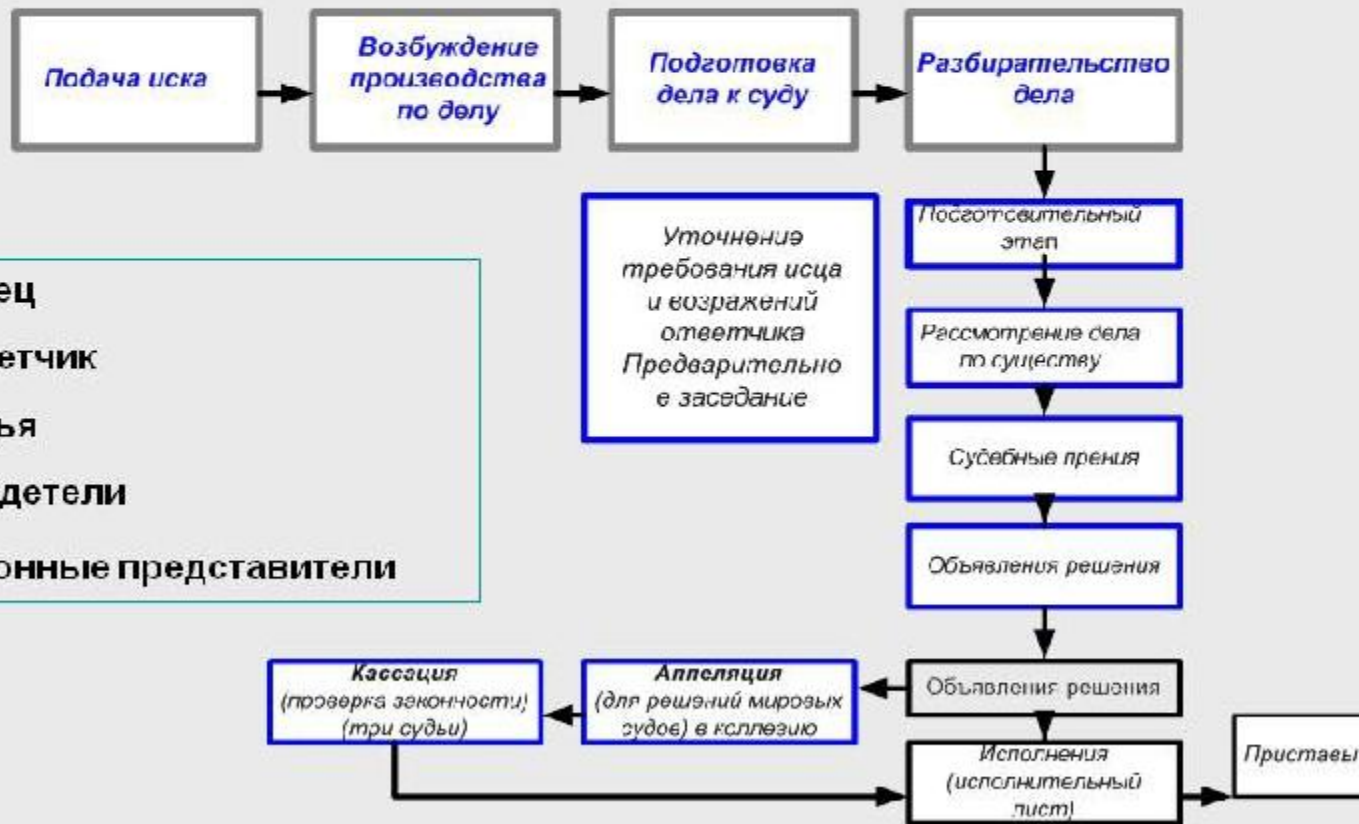 Подача иска
Возбуждение
производства
по делу
Подготовка
дела к суду
Разбирательство
дела
Уточнение
требования исца
и возражений
ответчика
Предварительно
е заседание
Подготовительный
этап
Рассмотрение дела
по существу
Судебные прения
Объявления решения
ец
етчик
ья
детели
онные представители
Кассация
(проверка законности)
(три судьи)
Аппеляция
(для решений мировых
судов) в коллезию
Объявления решения
Исполнения
(исполнительный
лист)
Приставы